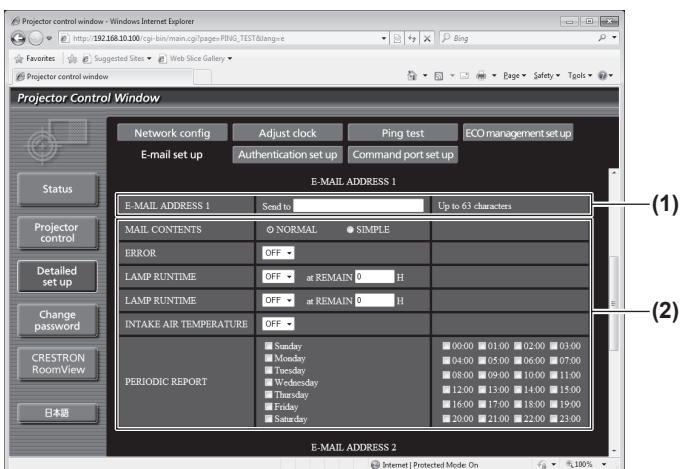 Projector control window - Windows Internet Explorer
http://192.168.10.100/cgi-bin/main.cgi?page=PING_TEST&lang=e
Bing
Favorites Suggested Sites Web Slice Gallery
Projector control window
Page Safety Tools
Projector Control Window
Network config Adjust clock Ping test ECO management set up
E-mail set up Authentication set up Command port set up
Status
Projector control
Detailed set up
Change password
CRESTRON RoomView
日本語
E-MAIL ADDRESS 1
E-MAIL ADDRESS 1 Send to Up to 63 characters
(1)
MAIL CONTENTS NORMAL SIMPLE
ERROR OFF
LAMP RUNTIME OFF at REMAIN 0 H
LAMP RUNTIME OFF at REMAIN 0 H
(2)
INTAKE AIR TEMPERATURE OFF
PERIODIC REPORT
Sunday
Monday
Tuesday
Wednesday
Thursday
Friday
Saturday
00:00 01:00 02:00 03:00
04:00 05:00 06:00 07:00
08:00 09:00 10:00 11:00
12:00 13:00 14:00 15:00
16:00 17:00 18:00 19:00
20:00 21:00 22:00 23:00
E-MAIL ADDRESS 2
Internet | Protected Mode: On 100%